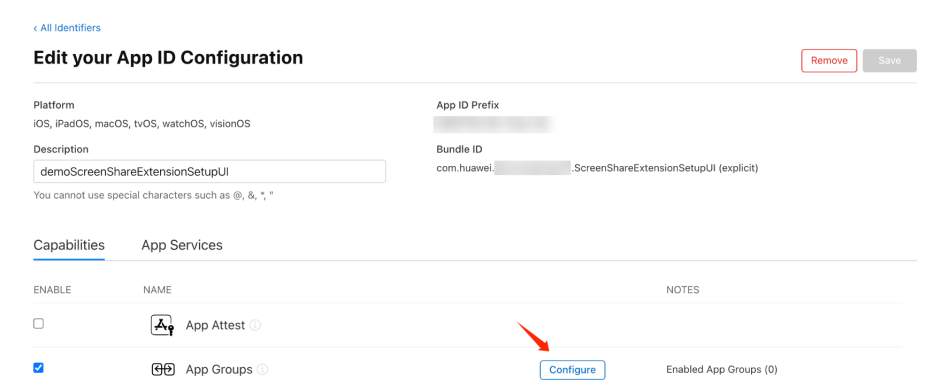 ‹ All Identifiers
Edit your App ID Configuration
Remove
Save
Platform
App ID Prefix
iOS, iPadOS, macOS, tvOS, watchOS, visionOS
Description
Bundle ID
demoScreenShareExtensionSetupUI
com.huawei. .ScreenShareExtensionSetupUI (explicit)
You cannot use special characters such as @, &, *, "
Capabilities
App Services
ENABLE
NAME
NOTES
App Attest
App Groups
Configure
Enabled App Groups (0)